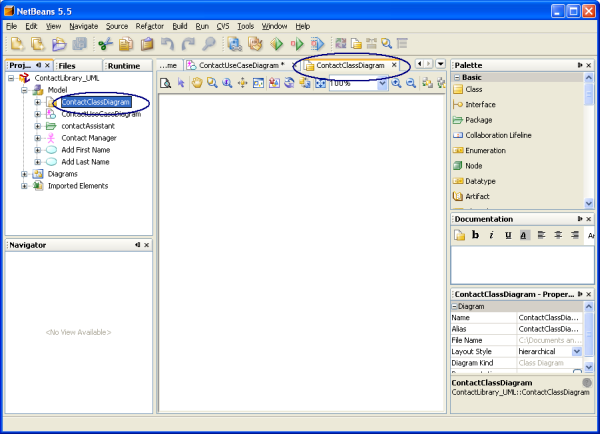 NetBeans 5.5
File Edit View Navigate Source Refactor Build Run CVS Tools Window Help
Proj... Files Runtime
...me ContactUseCaseDiagram * ContactClassDiagram
Palette
100%
ContactLibrary_UML
Model
ContactClassDiagram
ContactUseCaseDiagram
contactAssistant
Contact Manager
Add First Name
Add Last Name
Diagrams
Imported Elements
Basic
Class
Interface
Package
Collaboration Lifeline
Enumeration
Node
Datatype
Artifact
Documentation
b i u A
Navigator
<No View Available>
ContactClassDiagram - Proper...
Diagram
Name ContactClassDia...
Alias ContactClassDia...
File Name C:\Documents an...
Layout Style hierarchical
Diagram Kind Class Diagram
ContactClassDiagram
ContactLibrary_UML::ContactClassDiagram